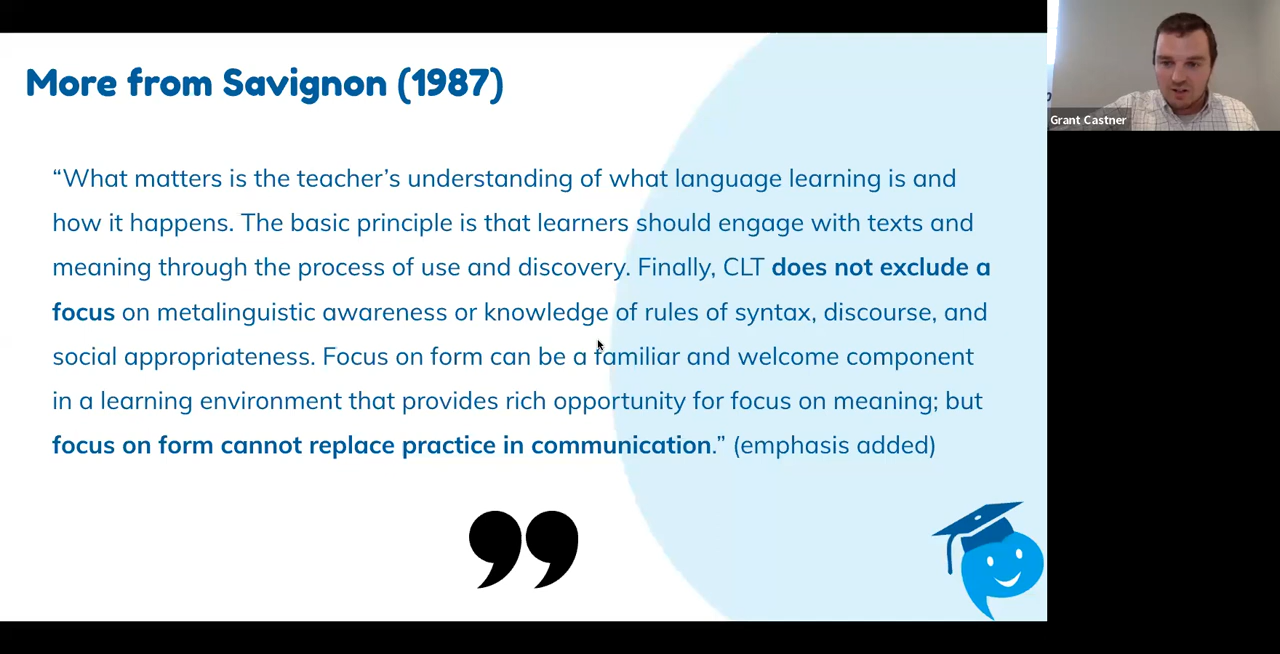 More from Savignon (1987)
“What matters is the teacher’s understanding of what language learning is and
how it happens. The basic principle is that learners should engage with texts and
meaning through the process of use and discovery. Finally, CLT does not exclude a
focus on metalinguistic awareness or knowledge of rules of syntax, discourse, and
social appropriateness. Focus on form can be a familiar and welcome component
in a learning environment that provides rich opportunity for focus on meaning; but
focus on form cannot replace practice in communication.” (emphasis added)
Grant Castner